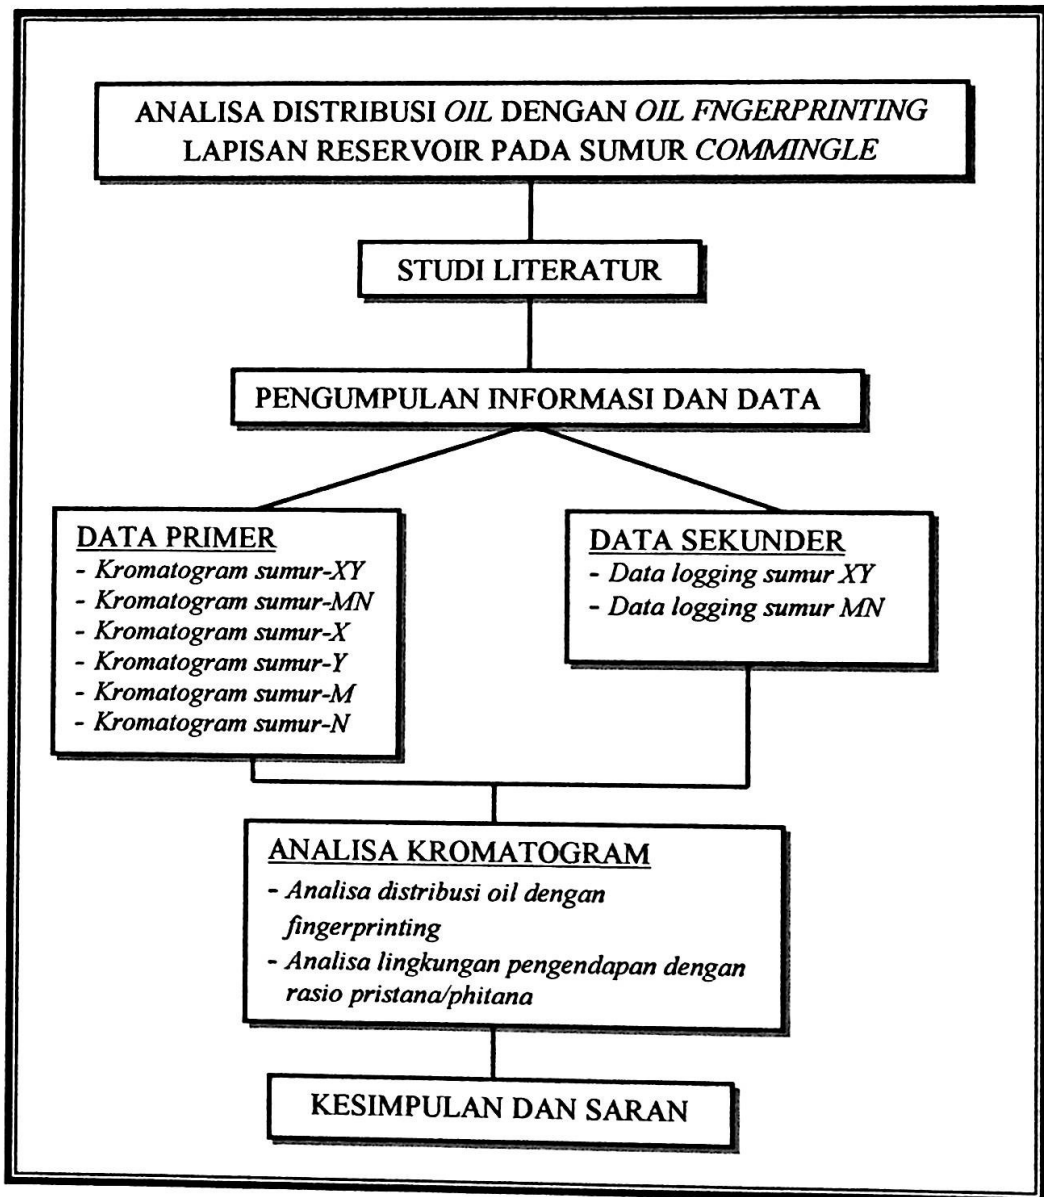 ANALISA DISTRIBUSI OIL DENGAN OIL FNGERPRINTING
LAPISAN RESERVOIR PADA SUMUR COMMINGLE
STUDI LITERATUR
PENGUMPULAN INFORMASI DAN DATA
DATA PRIMER
- Kromatogram sumur-XY
- Kromatogram sumur-MN
- Kromatogram sumur-X
- Kromatogram sumur-Y
- Kromatogram sumur-M
- Kromatogram sumur-N
DATA SEKUNDER
- Data logging sumur XY
- Data logging sumur MN
ANALISA KROMATOGRAM
- Analisa distribusi oil dengan
fingerprinting
- Analisa lingkungan pengendapan dengan
rasio pristana/phitana
KESIMPULAN DAN SARAN